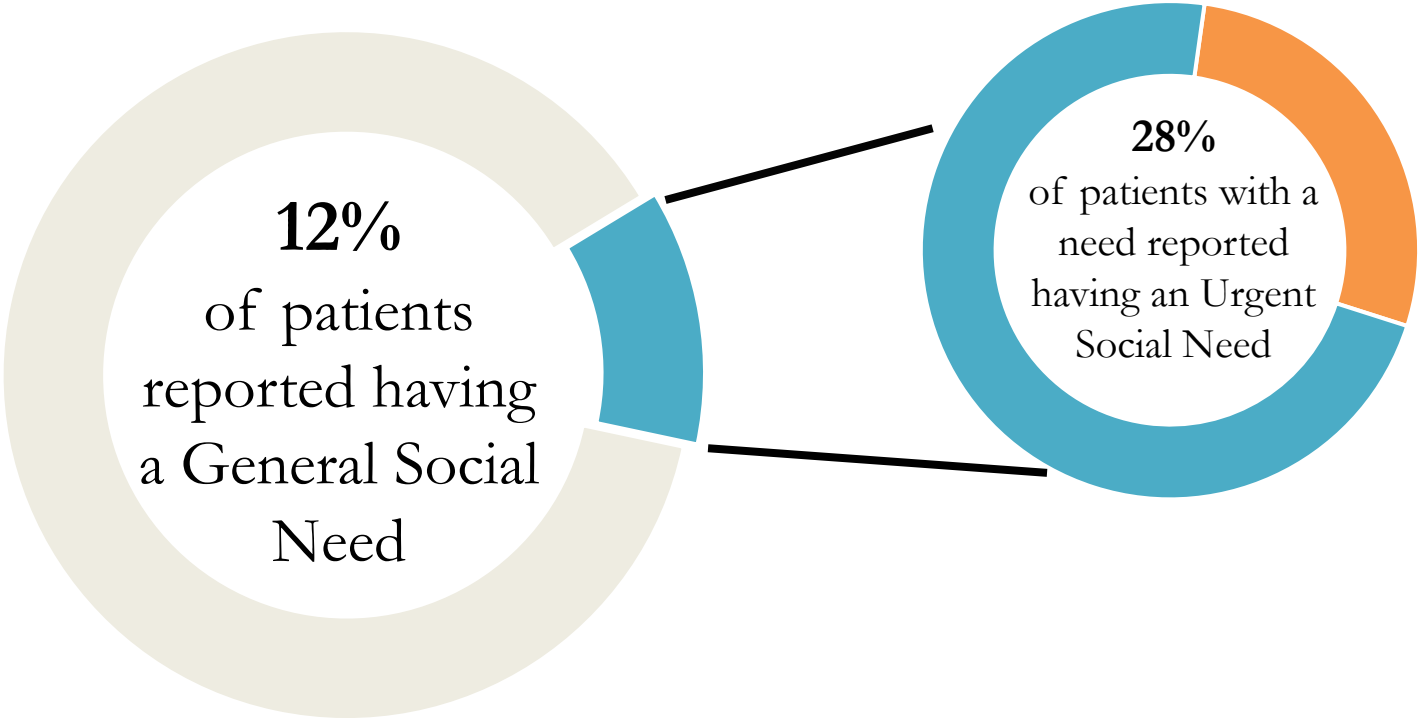 12%
of patients
reported having
a General Social
Need
28%
of patients with a
need reported
having an Urgent
Social Need